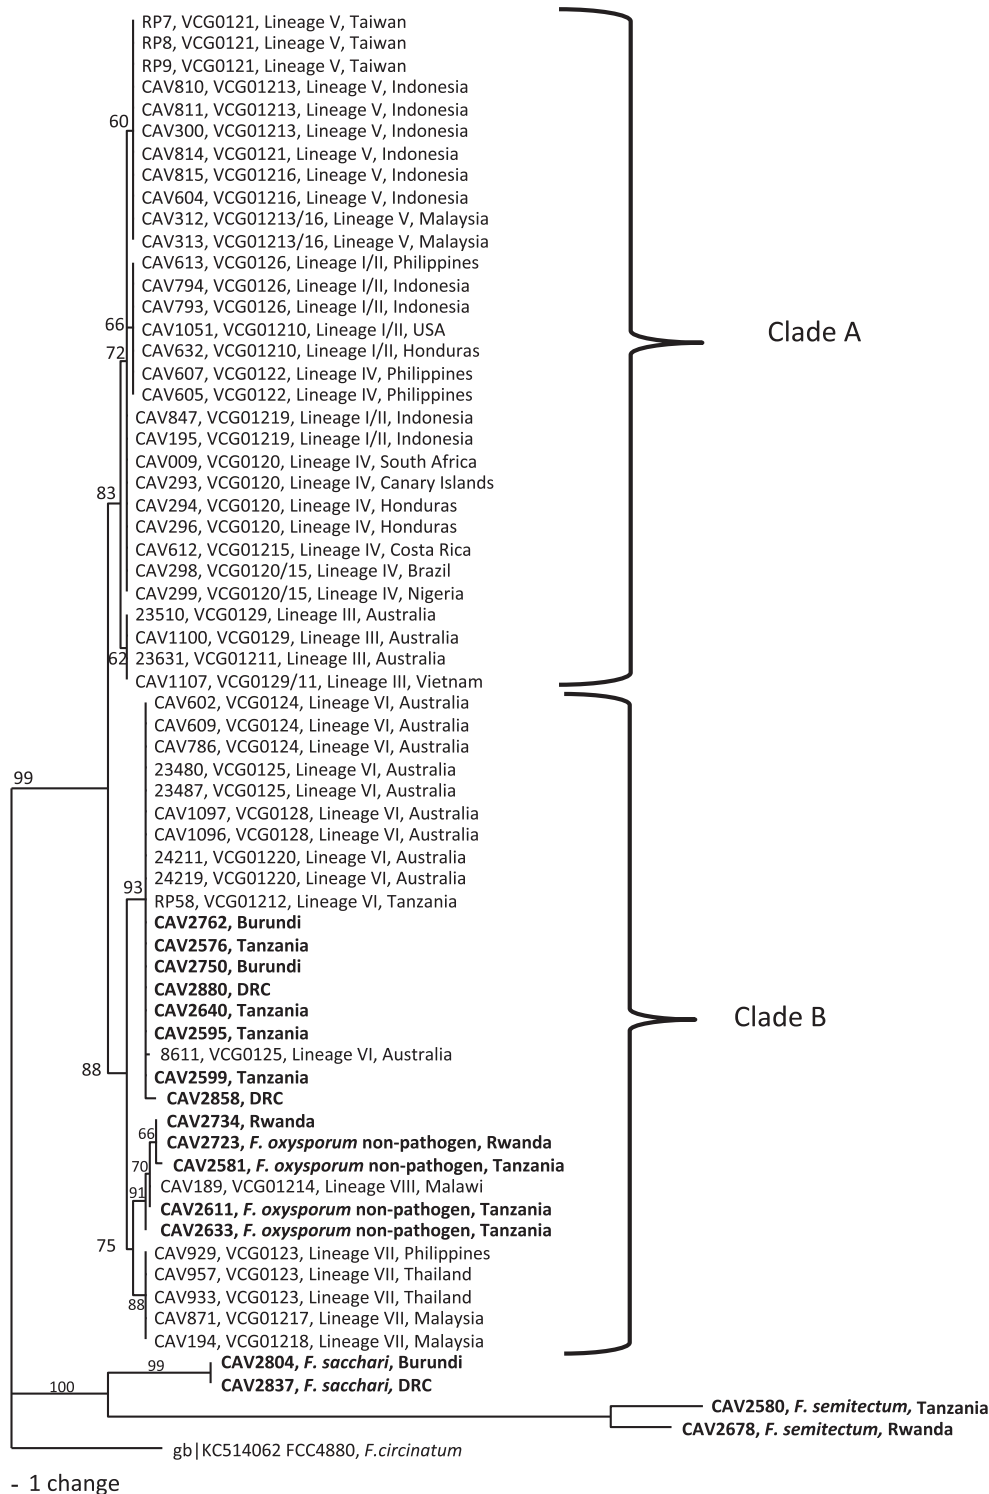 RP7, VCG0121, Lineage V, Taiwan
RP8, VCG0121, Lineage V, Taiwan
RP9, VCG0121, Lineage V, Taiwan
CAV810, VCG01213, Lineage V, Indonesia
CAV811, VCG01213, Lineage V, Indonesia
60
CAV300, VCG01213, Lineage V, Indonesia
CAV814, VCG0121, Lineage V, Indonesia
CAV815, VCG01216, Lineage V, Indonesia
CAV604, VCG01216, Lineage V, Indonesia
CAV312, VCG01213/16, Lineage V, Malaysia
CAV313, VCG01213/16, Lineage V, Malaysia
CAV613, VCG0126, Lineage I/II, Philippines
CAV794, VCG0126, Lineage I/II, Indonesia
CAV793, VCG0126, Lineage I/II, Indonesia
66
CAV1051, VCG01210, Lineage I/II, USA
Clade A
72
CAV632, VCG01210, Lineage I/II, Honduras
CAV607, VCG0122, Lineage IV, Philippines
CAV605, VCG0122, Lineage IV, Philippines
CAV847, VCG01219, Lineage I/II, Indonesia
CAV195, VCG01219, Lineage I/II, Indonesia
CAV009, VCG0120, Lineage IV, South Africa
CAV293, VCG0120, Lineage IV, Canary Islands
83
CAV294, VCG0120, Lineage IV, Honduras
CAV296, VCG0120, Lineage IV, Honduras
CAV612, VCG01215, Lineage IV, Costa Rica
CAV298, VCG0120/15, Lineage IV, Brazil
CAV299, VCG0120/15, Lineage IV, Nigeria
23510, VCG0129, Lineage III, Australia
CAV1100, VCG0129, Lineage III, Australia
62
23631, VCG01211, Lineage III, Australia
CAV1107, VCG0129/11, Lineage III, Vietnam
CAV602, VCG0124, Lineage VI, Australia
CAV609, VCG0124, Lineage VI, Australia
CAV786, VCG0124, Lineage VI, Australia
23480, VCG0125, Lineage VI, Australia
99
23487, VCG0125, Lineage VI, Australia
CAV1097, VCG0128, Lineage VI, Australia
CAV1096, VCG0128, Lineage VI, Australia
24211, VCG01220, Lineage VI, Australia
24219, VCG01220, Lineage VI, Australia
93
RP58, VCG01212, Lineage VI, Tanzania
CAV2762, Burundi
CAV2576, Tanzania
CAV2750, Burundi
CAV2880, DRC
CAV2640, Tanzania
Clade B
CAV2595, Tanzania
8611, VCG0125, Lineage VI, Australia
88
CAV2599, Tanzania
CAV2858, DRC
CAV2734, Rwanda
66
CAV2723, F. oxysporum non-pathogen, Rwanda
70
CAV2581, F. oxysporum non-pathogen, Tanzania
CAV189, VCG01214, Lineage VIII, Malawi
91
CAV2611, F. oxysporum non-pathogen, Tanzania
CAV2633, F. oxysporum non-pathogen, Tanzania
75
CAV929, VCG0123, Lineage VII, Philippines
CAV957, VCG0123, Lineage VII, Thailand
CAV933, VCG0123, Lineage VII, Thailand
88
CAV871, VCG01217, Lineage VII, Malaysia
CAV194, VCG01218, Lineage VII, Malaysia
99
CAV2804, F. sacchari, Burundi
CAV2837, F. sacchari, DRC
100
CAV2580, F. semitectum, Tanzania
CAV2678, F. semitectum, Rwanda
gb|KC514062 FCC4880, F.circinatum
- 1 change